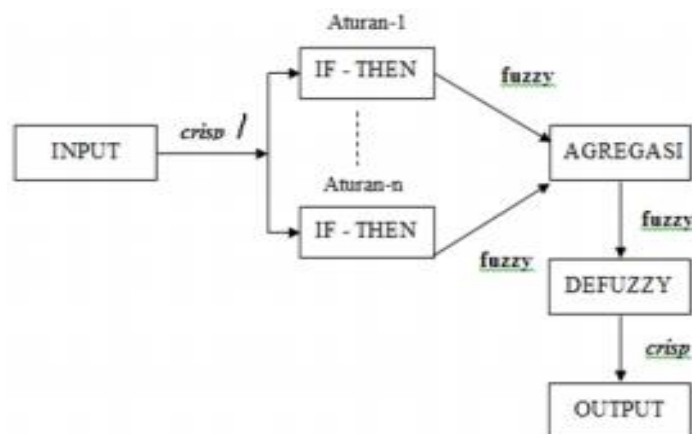 Aturan-1
IF - THEN
fuzzy
INPUT
crisp /
AGREGASI
Aturan-n
IF - THEN
fuzzy
fuzzy
DEFUZZY
crisp
OUTPUT